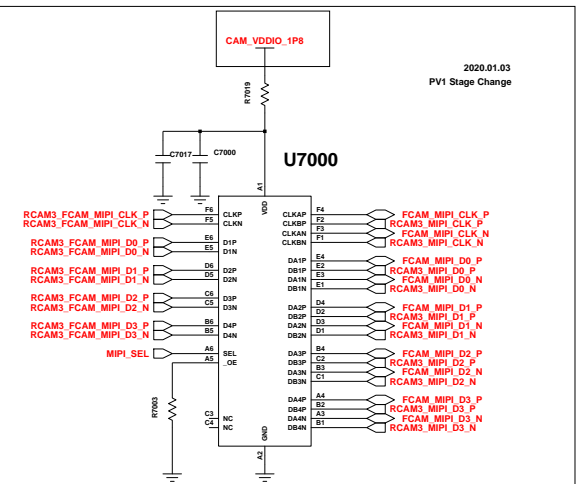 CAM_VDDIO_1P8
2020.01.03
PV1 Stage Change
R7019
C7017
C7000
U7000
A1
VDD
RCAM3_FCAM_MIPI_CLK_P F6 CLKP
RCAM3_FCAM_MIPI_CLK_N F5 CLKN
RCAM3_FCAM_MIPI_D0_P E6 D1P
RCAM3_FCAM_MIPI_D0_N E5 D1N
RCAM3_FCAM_MIPI_D1_P D6 D2P
RCAM3_FCAM_MIPI_D1_N D5 D2N
RCAM3_FCAM_MIPI_D2_P C6 D3P
RCAM3_FCAM_MIPI_D2_N C5 D3N
RCAM3_FCAM_MIPI_D3_P B6 D4P
RCAM3_FCAM_MIPI_D3_N B5 D4N
MIPI_SEL A6 SEL
A5 _OE
R7003
C3 NC
C4 NC
CLKAP F4 FCAM_MIPI_CLK_P
CLKBP F2 RCAM3_MIPI_CLK_P
CLKAN F3 FCAM_MIPI_CLK_N
CLKBN F1 RCAM3_MIPI_CLK_N
DA1P E4 FCAM_MIPI_D0_P
DB1P E2 RCAM3_MIPI_D0_P
DA1N E3 FCAM_MIPI_D0_N
DB1N E1 RCAM3_MIPI_D0_N
DA2P D4 FCAM_MIPI_D1_P
DB2P D2 RCAM3_MIPI_D1_P
DA2N D3 FCAM_MIPI_D1_N
DB2N D1 RCAM3_MIPI_D1_N
DA3P B4 FCAM_MIPI_D2_P
DB3P C2 RCAM3_MIPI_D2_P
DA3N B3 FCAM_MIPI_D2_N
DB3N C1 RCAM3_MIPI_D2_N
DA4P A4 FCAM_MIPI_D3_P
DB4P B2 RCAM3_MIPI_D3_P
DA4N A3 FCAM_MIPI_D3_N
DB4N B1 RCAM3_MIPI_D3_N
GND
A2